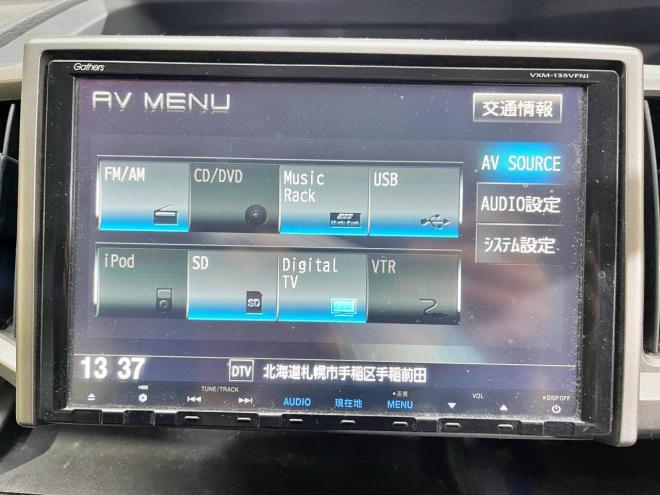 Gathers
VXM-135VFNi
AV MENU
交通情報
FM/AM
CD/DVD
Music Rack
USB
AV SOURCE
AUDIO設定
システム設定
iPod
SD
Digital TV
VTR
SD
13 37
DTV 北海道札幌市手稲区手稲前田
TUNE/TRACK
AUDIO
現在地
画面
MENU
VOL
DISP.OFF